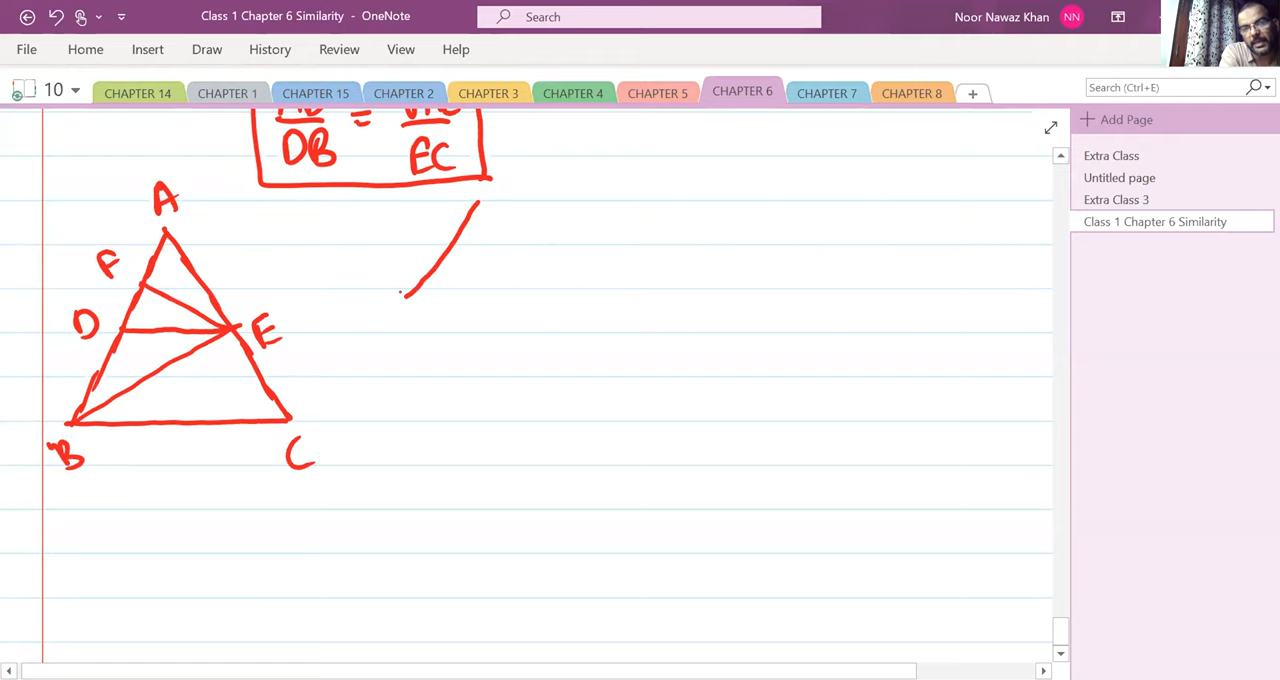 Class 1 Chapter 6 Similarity - OneNote
Search
Noor Nawaz Khan
NN
File Home Insert Draw History Review View Help
10
CHAPTER 14 CHAPTER 1 CHAPTER 15 CHAPTER 2 CHAPTER 3 CHAPTER 4 CHAPTER 5 CHAPTER 6 CHAPTER 7 CHAPTER 8 +
Search (Ctrl+E)
Add Page
Extra Class
Untitled page
Extra Class 3
Class 1 Chapter 6 Similarity
=
DB EC
A
F
D
E
B
C